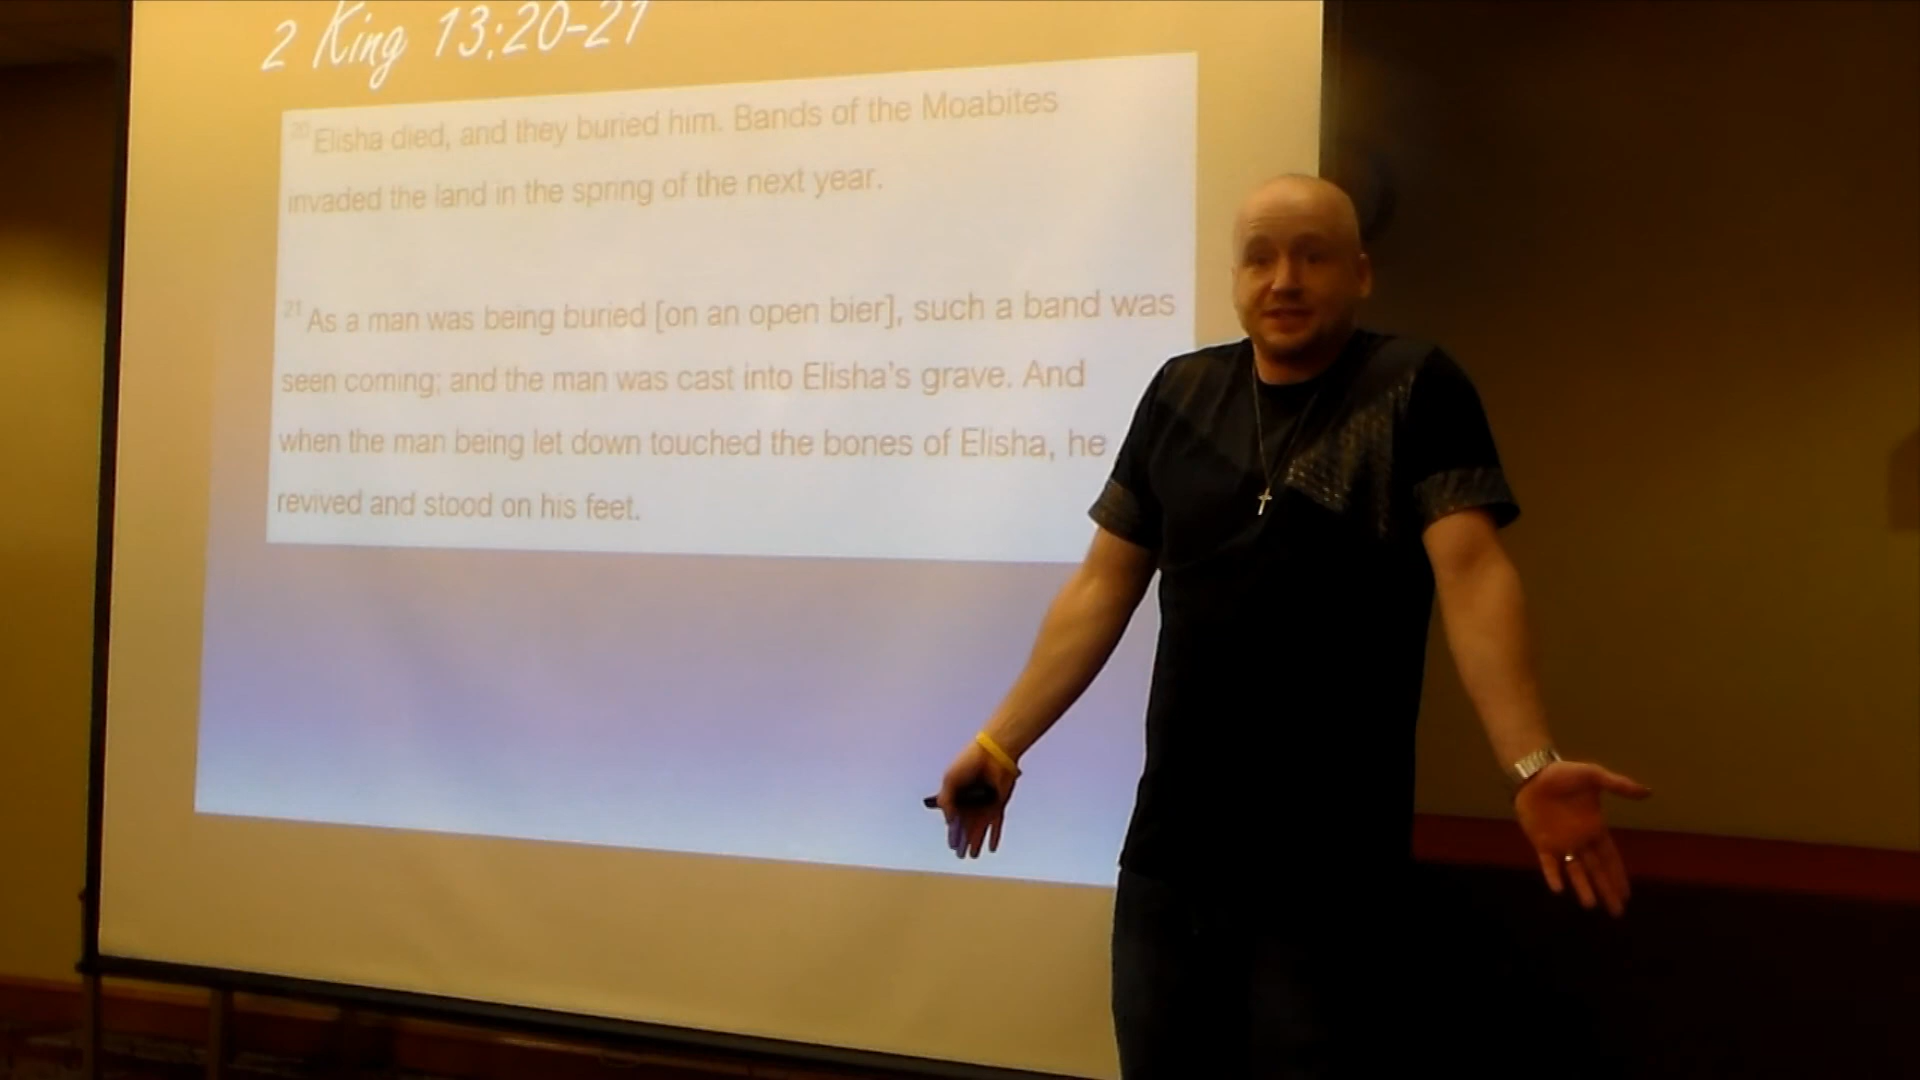 2 King 13:20-21
20 Elisha died, and they buried him. Bands of the Moabites
invaded the land in the spring of the next year.
21 As a man was being buried [on an open bier], such a band was
seen coming; and the man was cast into Elisha's grave. And
when the man being let down touched the bones of Elisha, he
revived and stood on his feet.